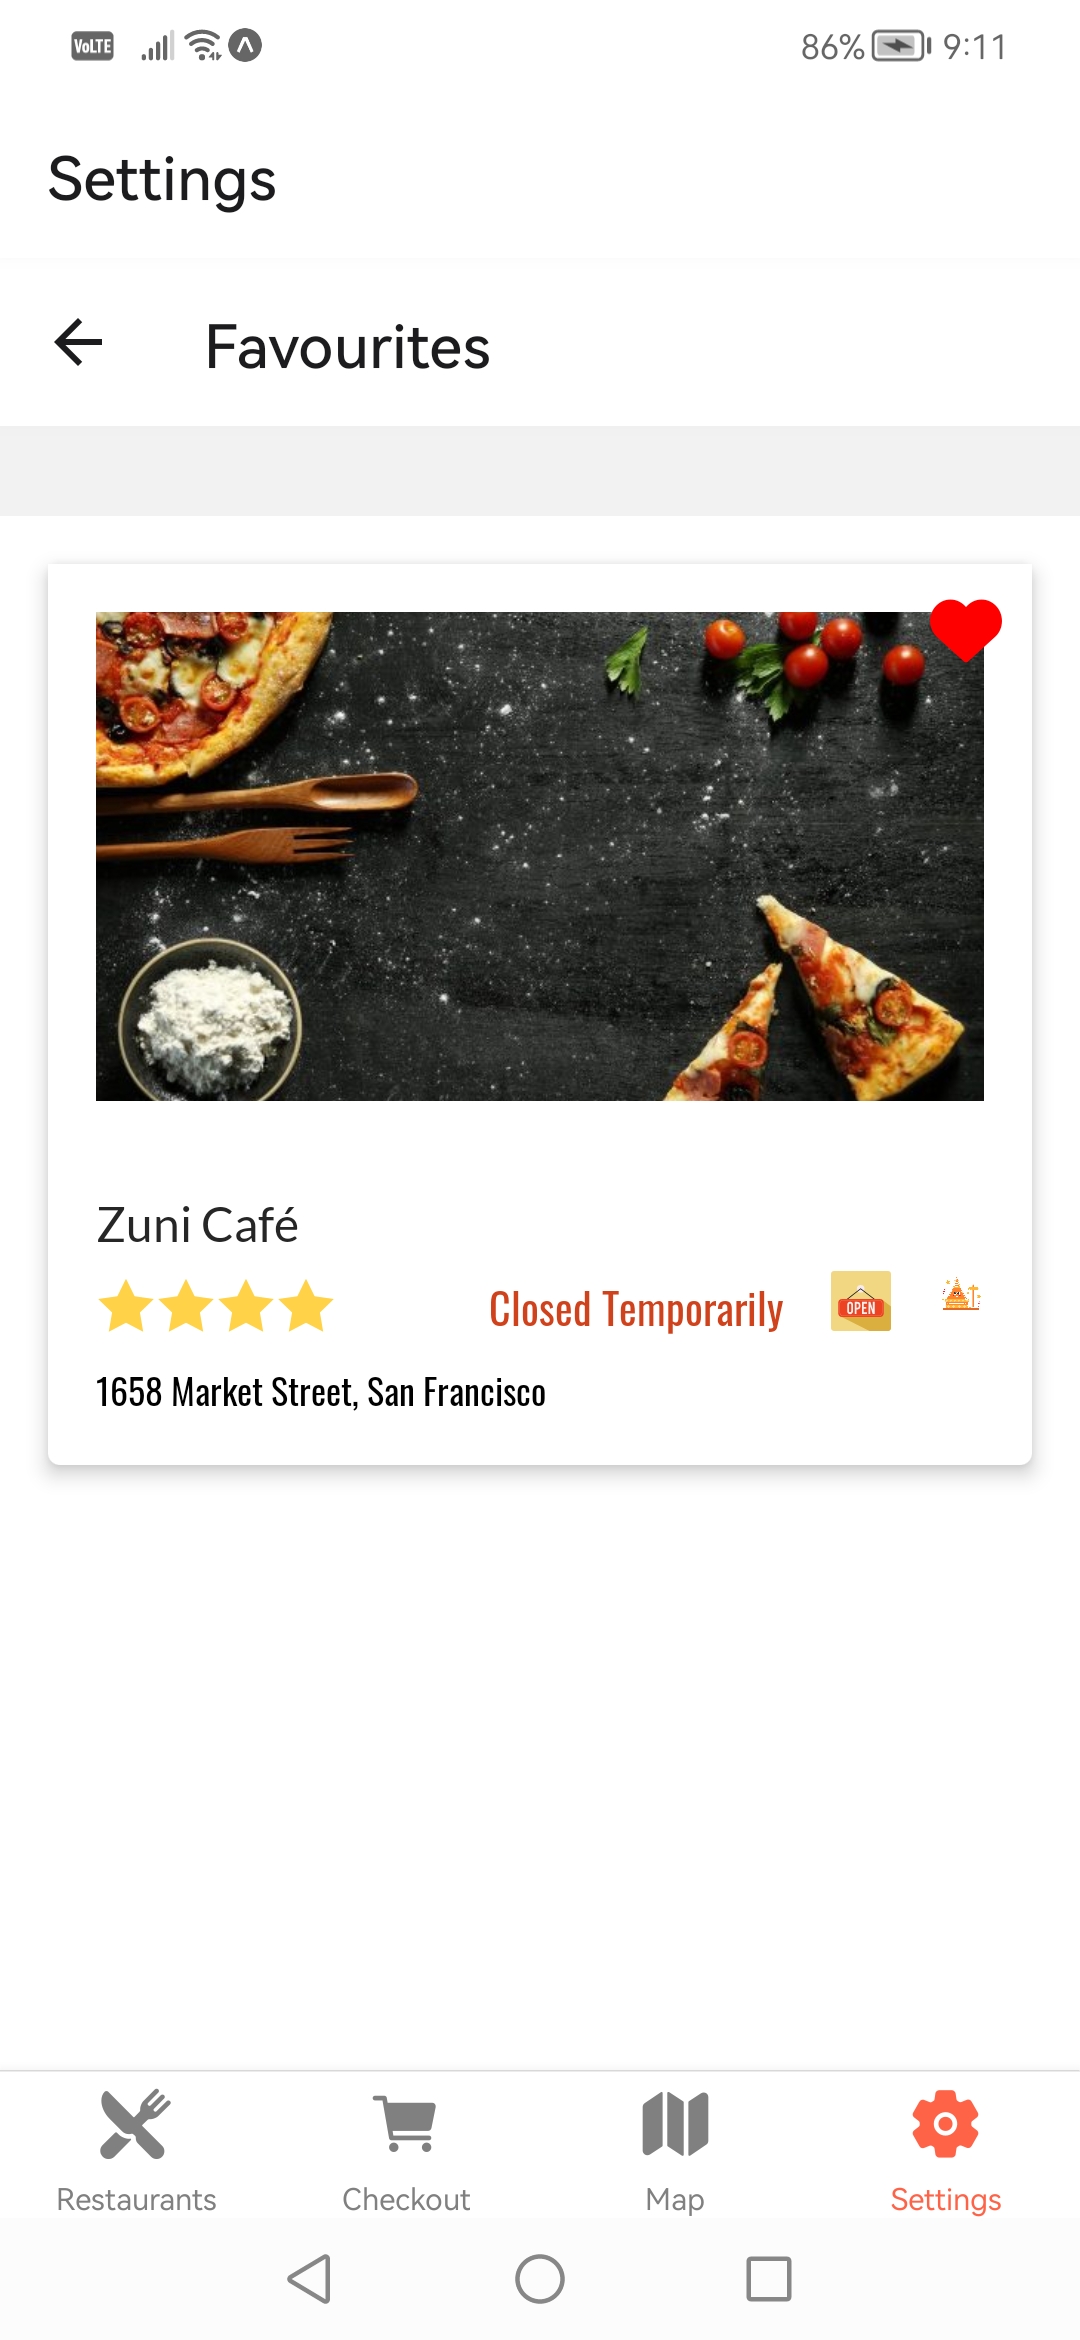 VoLTE 86% 9:11
Settings
Favourites
Zuni Café
Closed Temporarily OPEN
1658 Market Street, San Francisco
Restaurants Checkout Map Settings